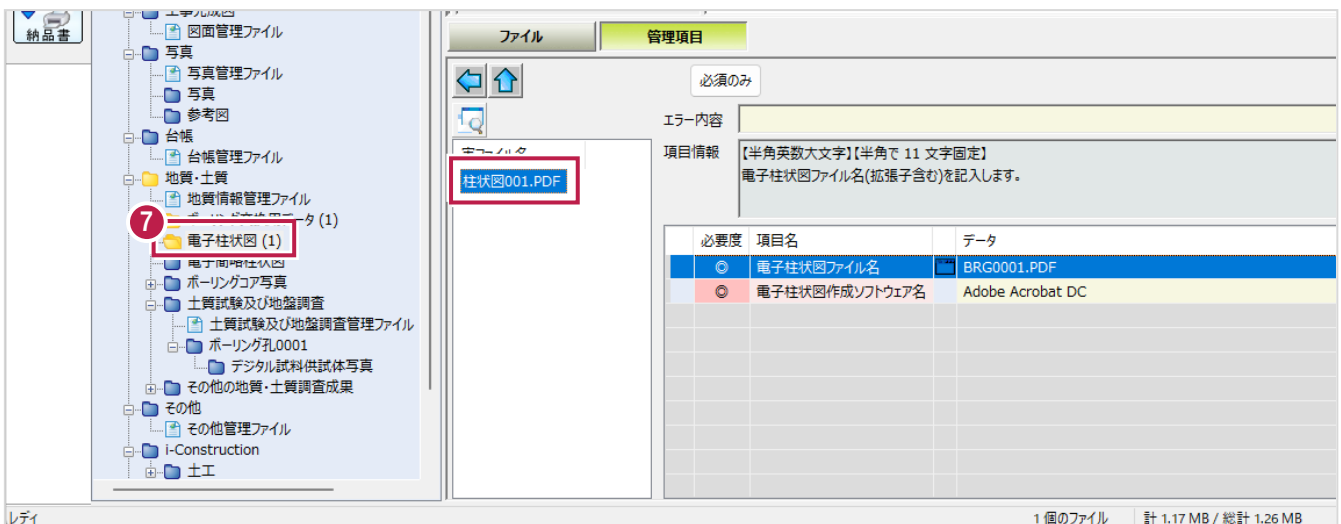 納品書
図面管理ファイル
写真
写真管理ファイル
写真
参考図
台帳
台帳管理ファイル
地質・土質
地質情報管理ファイル
7
電子柱状図 (1)
電子簡略柱状図
ボーリングコア写真
土質試験及び地盤調査
土質試験及び地盤調査管理ファイル
ボーリング孔0001
デジタル試料供試体写真
その他の地質・土質調査成果
その他
その他管理ファイル
i-Construction
土工
ファイル
管理項目
必須のみ
エラー内容
柱状図001.PDF
項目情報
【半角英数大文字】【半角で 11 文字固定】
電子柱状図ファイル名(拡張子含む)を記入します。
必要度 項目名 データ
◎ 電子柱状図ファイル名 BRG0001.PDF
◎ 電子柱状図作成ソフトウェア名 Adobe Acrobat DC
レディ
1 個のファイル 計 1.17 MB / 総計 1.26 MB